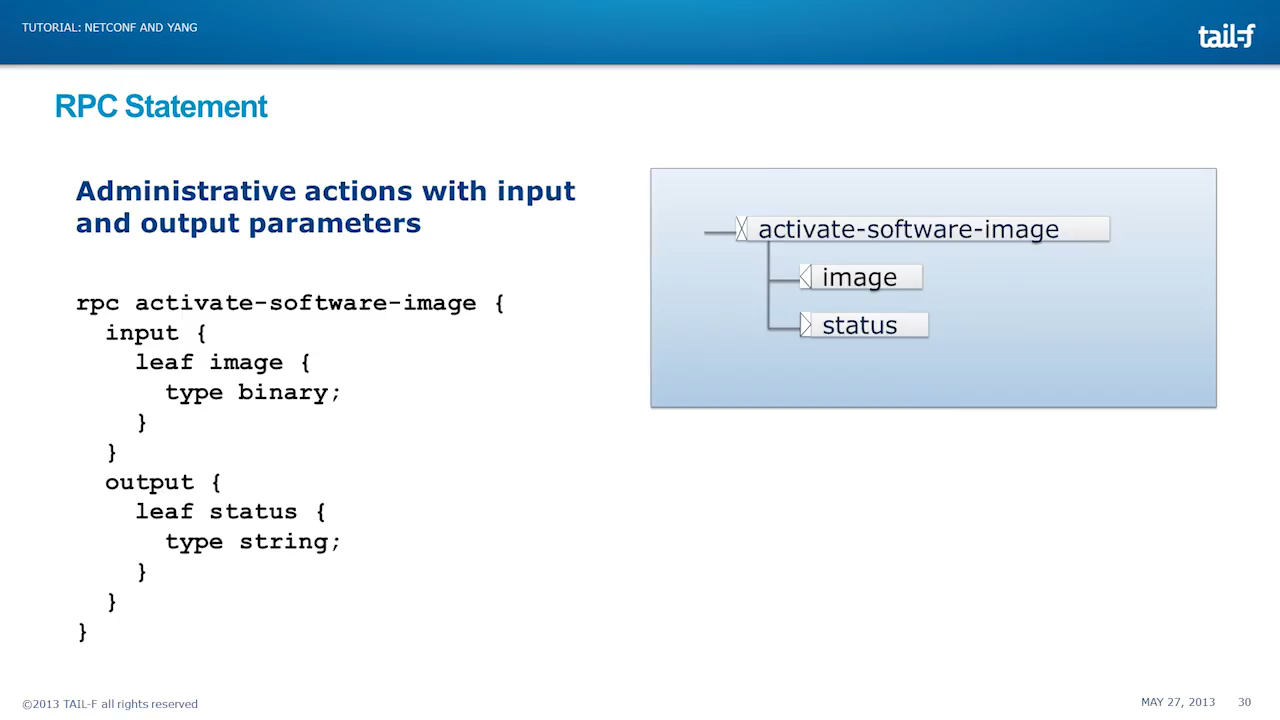 TUTORIAL: NETCONF AND YANG
tail-f
RPC Statement
Administrative actions with input
and output parameters
rpc activate-software-image {
  input {
    leaf image {
      type binary;
    }
  }
  output {
    leaf status {
      type string;
    }
  }
}
activate-software-image
image
status
©2013 TAIL-F all rights reserved
MAY 27, 2013
30